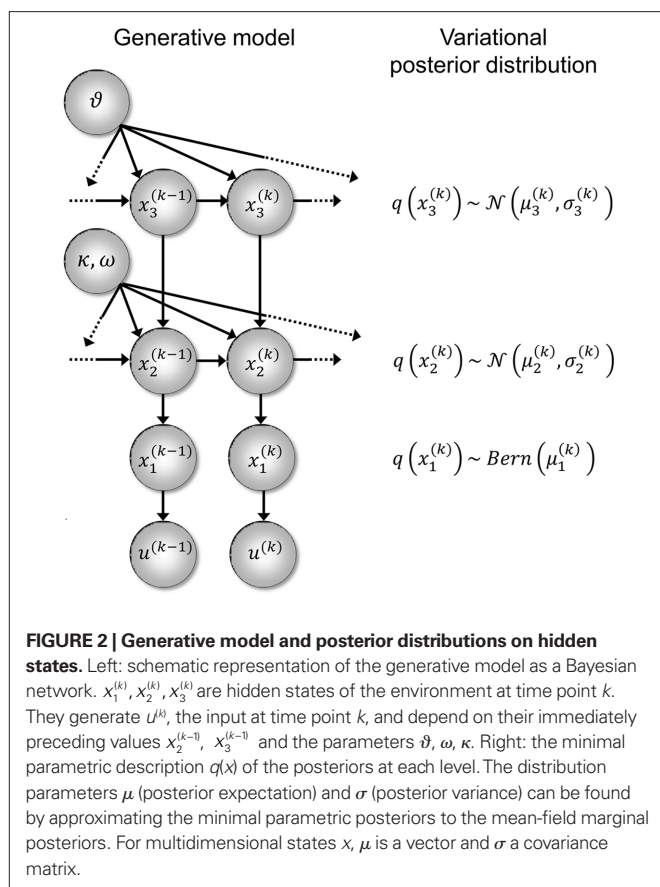 Generative model
Variational
posterior distribution
ϑ
x₃⁽ᵏ⁻¹⁾ x₃⁽ᵏ⁾ q(x₃⁽ᵏ⁾) ~ 𝒩(μ₃⁽ᵏ⁾, σ₃⁽ᵏ⁾)
κ, ω
x₂⁽ᵏ⁻¹⁾ x₂⁽ᵏ⁾ q(x₂⁽ᵏ⁾) ~ 𝒩(μ₂⁽ᵏ⁾, σ₂⁽ᵏ⁾)
x₁⁽ᵏ⁻¹⁾ x₁⁽ᵏ⁾ q(x₁⁽ᵏ⁾) ~ Bern(μ₁⁽ᵏ⁾)
u⁽ᵏ⁻¹⁾ u⁽ᵏ⁾
FIGURE 2 | Generative model and posterior distributions on hidden
states. Left: schematic representation of the generative model as a Bayesian
network. x₁⁽ᵏ⁾, x₂⁽ᵏ⁾, x₃⁽ᵏ⁾ are hidden states of the environment at time point k.
They generate u⁽ᵏ⁾, the input at time point k, and depend on their immediately
preceding values x₂⁽ᵏ⁻¹⁾, x₃⁽ᵏ⁻¹⁾ and the parameters ϑ, ω, κ. Right: the minimal
parametric description q(x) of the posteriors at each level. The distribution
parameters μ (posterior expectation) and σ (posterior variance) can be found
by approximating the minimal parametric posteriors to the mean-field marginal
posteriors. For multidimensional states x, μ is a vector and σ a covariance
matrix.